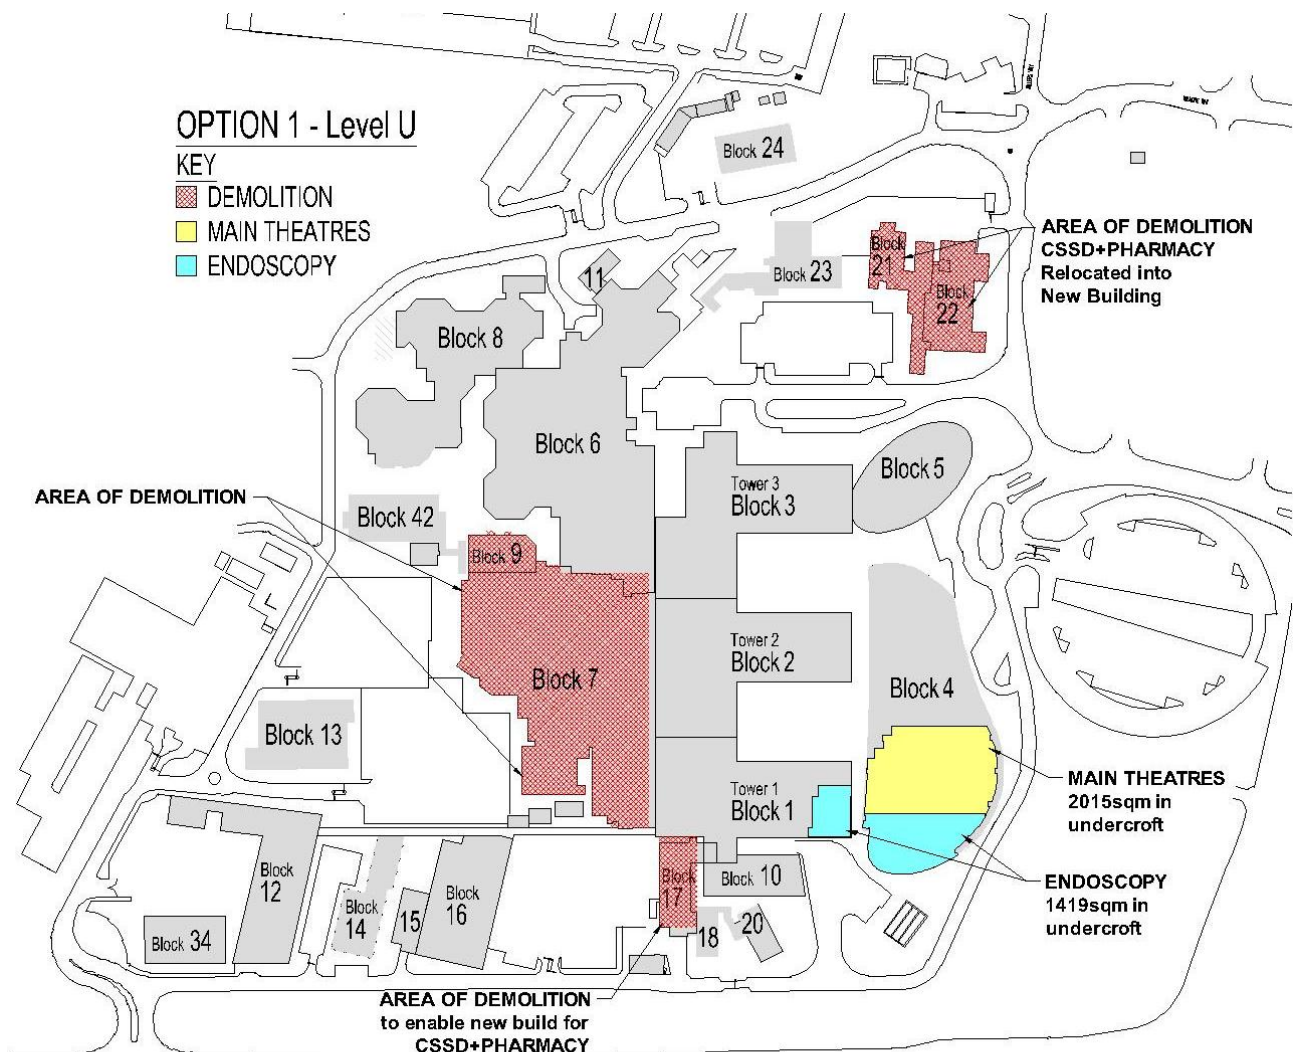 OPTION 1 - Level U
KEY
DEMOLITION
MAIN THEATRES
ENDOSCOPY
Block 24
AREA OF DEMOLITION
CSSD+PHARMACY
Relocated into
New Building
Block
21
Block
22
Block 23
11
Block 8
Block 6
Block 5
Tower 3
Block 3
AREA OF DEMOLITION
Block 42
Block 9
Tower 2
Block 2
Block 7
Block 4
Block 13
Tower 1
Block 1
MAIN THEATRES
2015sqm in
undercroft
Block
12
Block
14
15
Block
16
Block
17
Block 10
ENDOSCOPY
1419sqm in
undercroft
Block 34
18
20
AREA OF DEMOLITION
to enable new build for
CSSD+PHARMACY